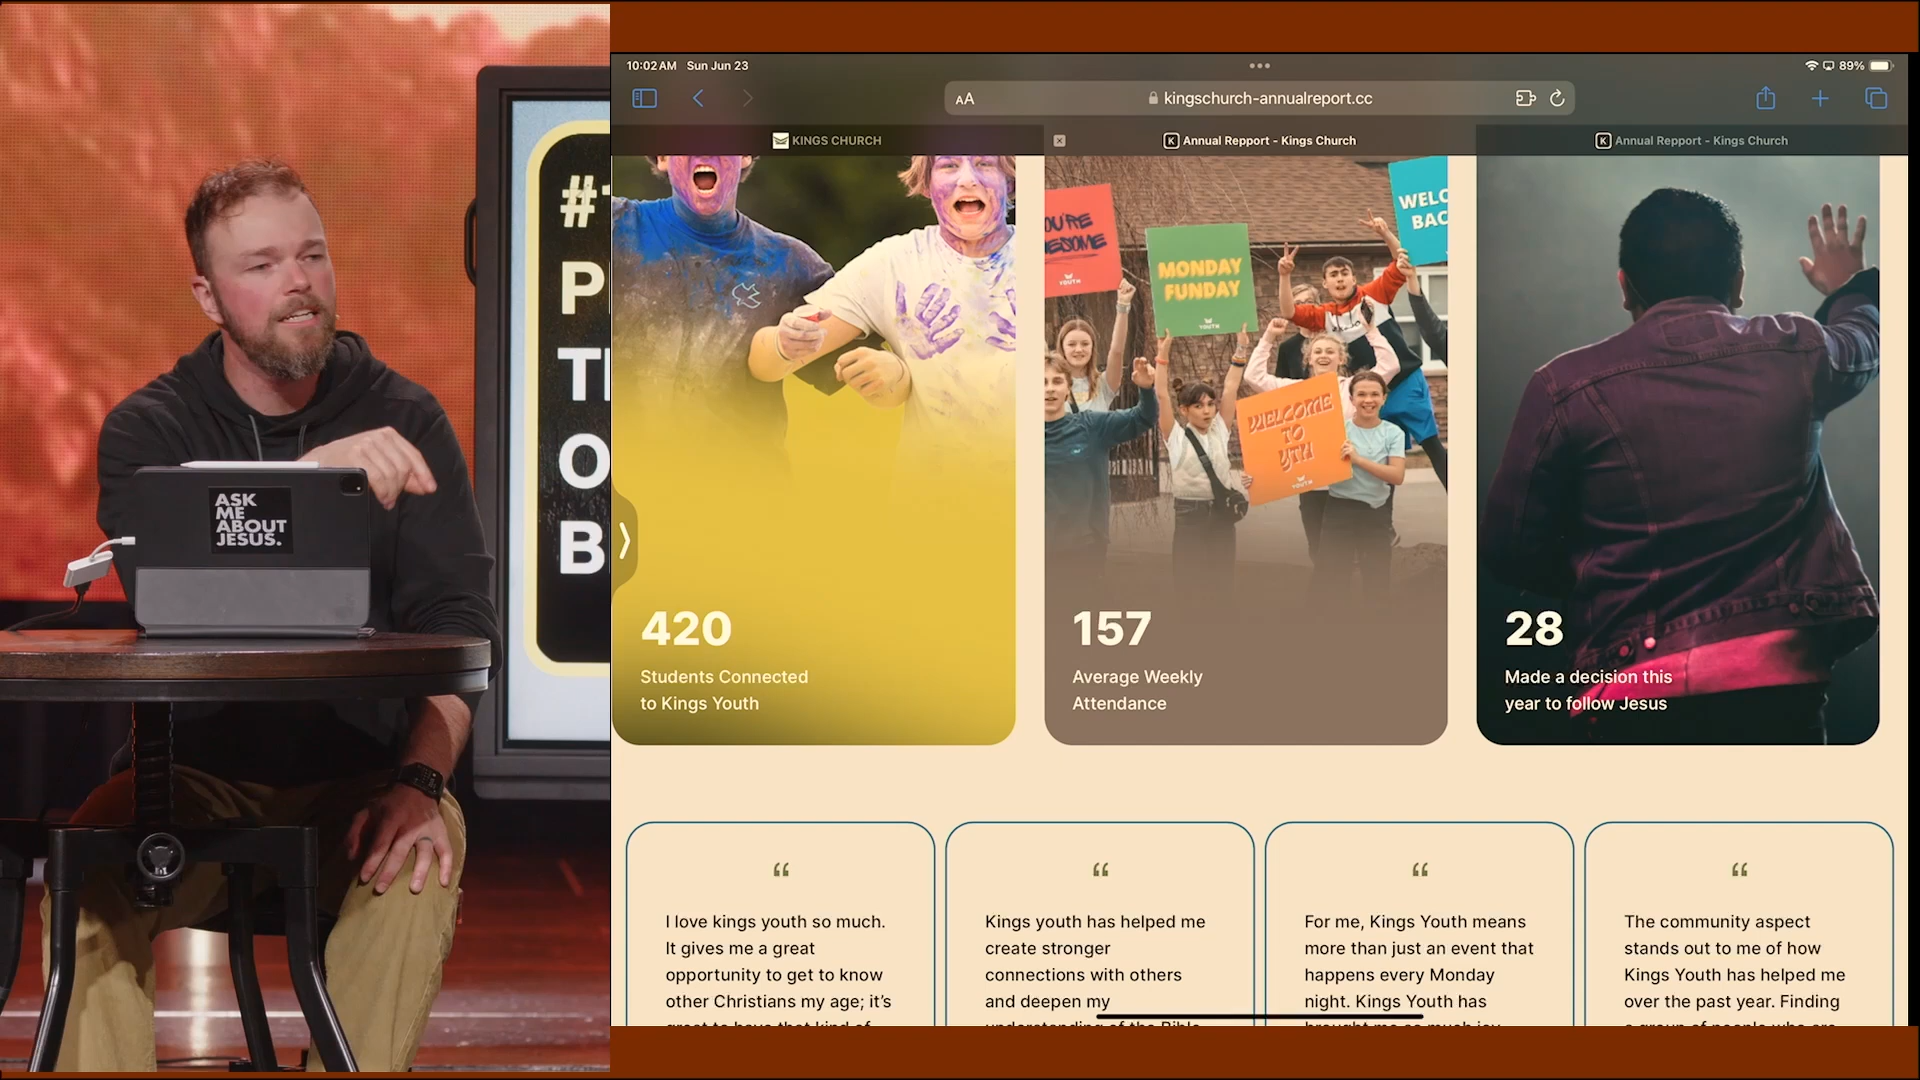 #
P
O
B
ASK
ME
ABOUT
JESUS.
10:02 AM Sun Jun 23
89%
AA
kingschurch-annualreport.cc
KINGS CHURCH
K Annual Repport - Kings Church
K Annual Repport - Kings Church
MONDAY
FUNDAY
YOUTH
YOUTH
WELCOME
TO
YTH
YOUTH
420
Students Connected
to Kings Youth
157
Average Weekly
Attendance
28
Made a decision this
year to follow Jesus
“
I love kings youth so much.
It gives me a great
opportunity to get to know
other Christians my age; it’s
“
Kings youth has helped me
create stronger
connections with others
and deepen my
“
For me, Kings Youth means
more than just an event that
happens every Monday
night. Kings Youth has
“
The community aspect
stands out to me of how
Kings Youth has helped me
over the past year. Finding